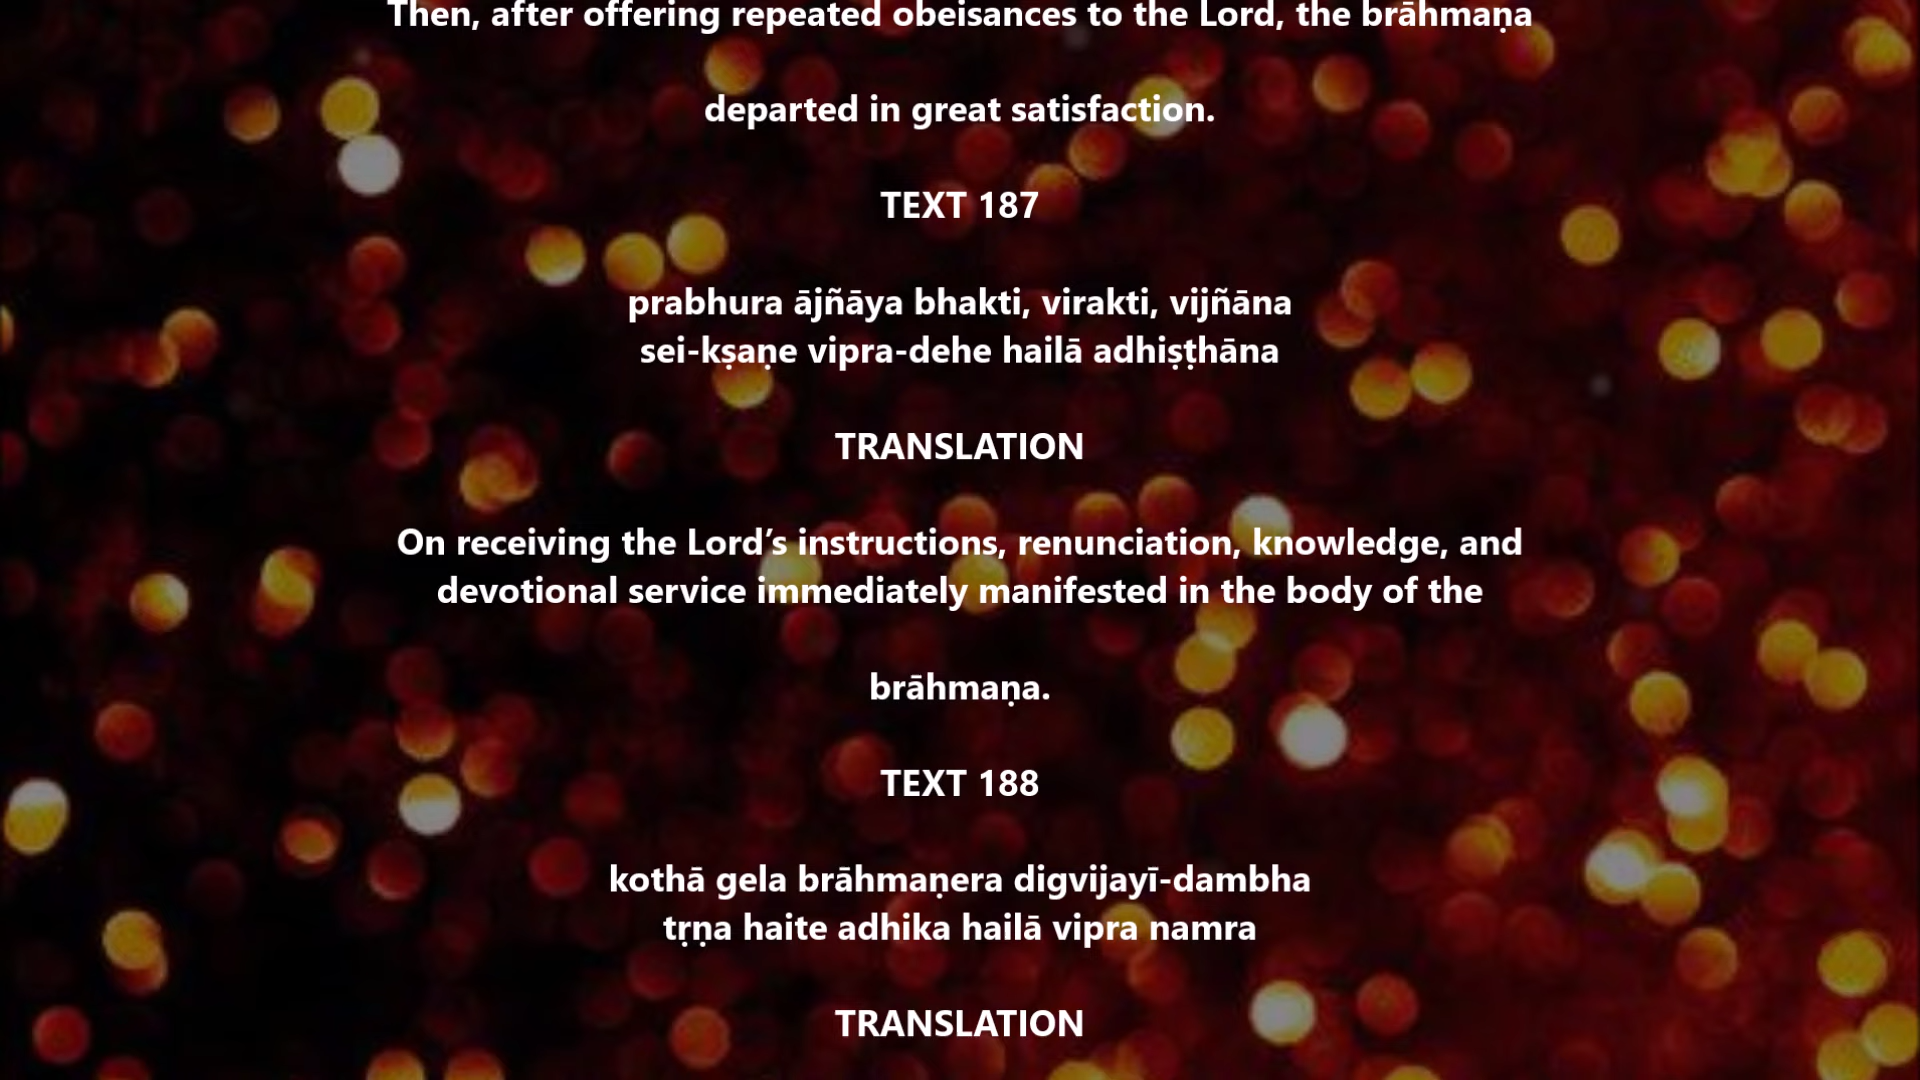 Then, after offering repeated obeisances to the Lord, the brāhmaṇa
departed in great satisfaction.
TEXT 187
prabhura ājñāya bhakti, virakti, vijñāna
sei-kṣaṇe vipra-dehe hailā adhiṣṭhāna
TRANSLATION
On receiving the Lord’s instructions, renunciation, knowledge, and
devotional service immediately manifested in the body of the
brāhmaṇa.
TEXT 188
kothā gela brāhmaṇera digvijayī-dambha
tṛṇa haite adhika hailā vipra namra
TRANSLATION